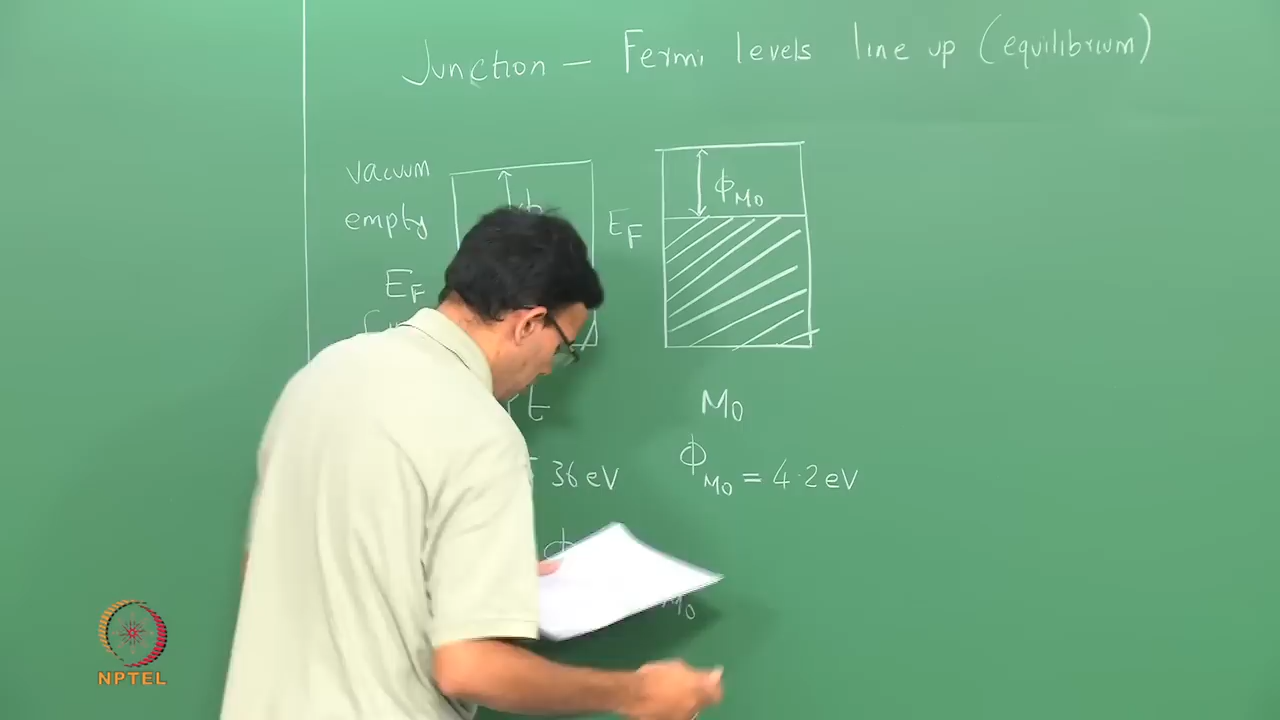 Junction – Fermi levels line up (equilibrium)
vacuum
empty
E_F
E_F
ϕ_Mo
t
Mo
36 eV
ϕ_Mo = 4.2 eV
ϕ
Mo
NPTEL